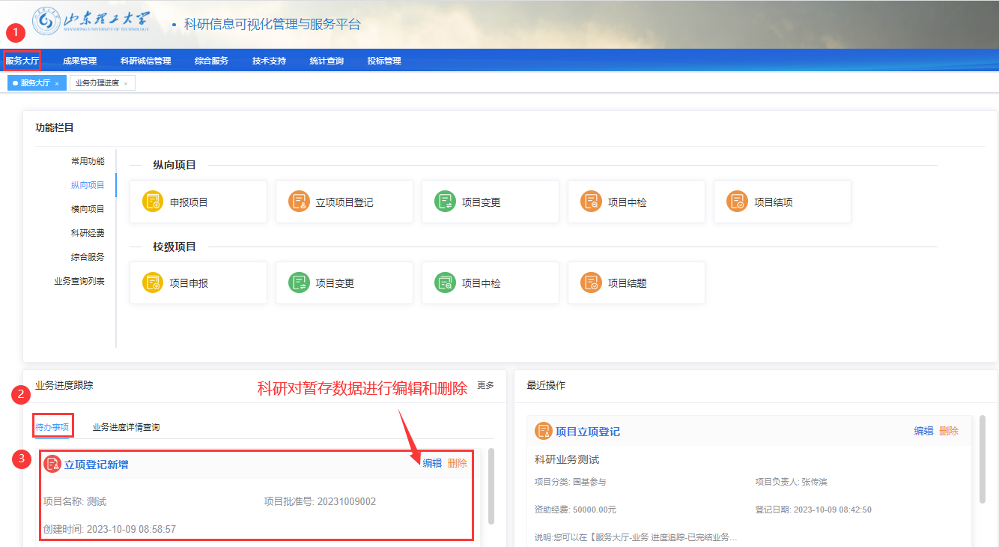 山东理工大学
SHANDONG UNIVERSITY OF TECHNOLOGY
• 科研信息可视化管理与服务平台
1
服务大厅 成果管理 科研诚信管理 综合服务 技术支持 统计查询 投标管理
服务大厅 × 业务办理进度 ×
功能栏目
常用功能
纵向项目
横向项目
科研经费
综合服务
业务查询列表
纵向项目
申报项目 立项项目登记 项目变更 项目中检 项目结项
校级项目
项目申报 项目变更 项目中检 项目结题
2
业务进度跟踪
科研对暂存数据进行编辑和删除
更多
待办事项 业务进度详情查询
3
立项登记新增 编辑 删除
项目名称: 测试 项目批准号: 20231009002
创建时间: 2023-10-09 08:58:57
最近操作
项目立项登记 编辑 删除
科研业务测试
项目分类: 国基参与 项目负责人: 张传滨
资助经费: 50000.00元 登记日期: 2023-10-09 08:42:50
说明:您可以在【服务大厅-业务 进度追踪-已完结业务...